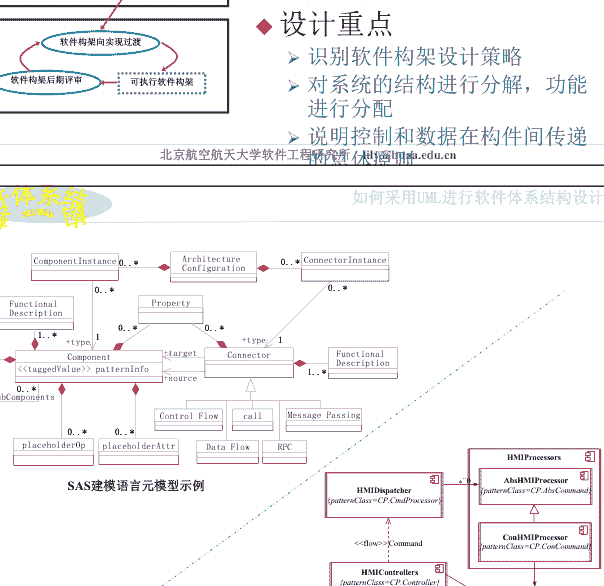 设计重点
软件构架向实现过渡
软件构架后期评审
可执行软件构架
识别软件构架设计策略
对系统的结构进行分解，功能
进行分配
说明控制和数据在构件间传递
北京航空航天大学软件工程研究所
lily@buaa.edu.cn
如何采用UML进行软件体系结构设计
ComponentInstance
0..*
Architecture
Configuration
0..*
ConnectorInstance
0..*
0..*
Functional
Description
Property
1..*
+type
1
0..*
0..*
+type
1
Component
<<taggedValue>> patternInfo
+target
+source
Connector
Functional
Description
1..*
0..*
ubComponents
0..*
0..*
Control Flow
call
Message Passing
placeholderOp
placeholderAttr
Data Flow
RPC
SAS建模语言元模型示例
HMIProcessors
HMIDispatcher
{patternClass=CP.CmdProcessor}
AbsHMIProcessor
{patternClass=CP.AbsCommand}
<<flow>>Command
ConHMIProcessor
{patternClass=CP.ConCommand}
HMIControllers
{patternClass=CP.Controller}